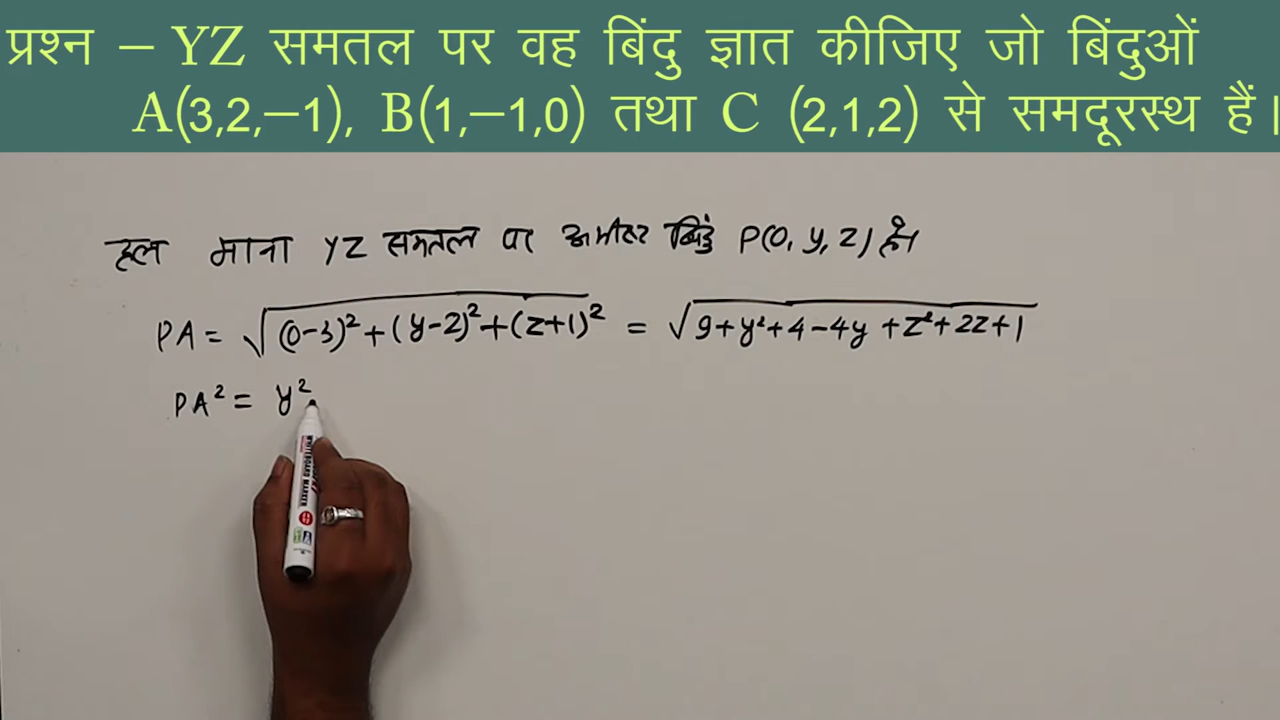 प्रश्न – YZ समतल पर वह बिंदु ज्ञात कीजिए जो बिंदुओं
A(3,2,–1), B(1,–1,0) तथा C (2,1,2) से समदूरस्थ हैं।
हल माना YZ समतल पर अभीष्ट बिंदु P(0, y, z) है।
PA = √(0-3)²+(y-2)²+(z+1)² = √9+y²+4-4y+z²+2z+1
PA² = y²